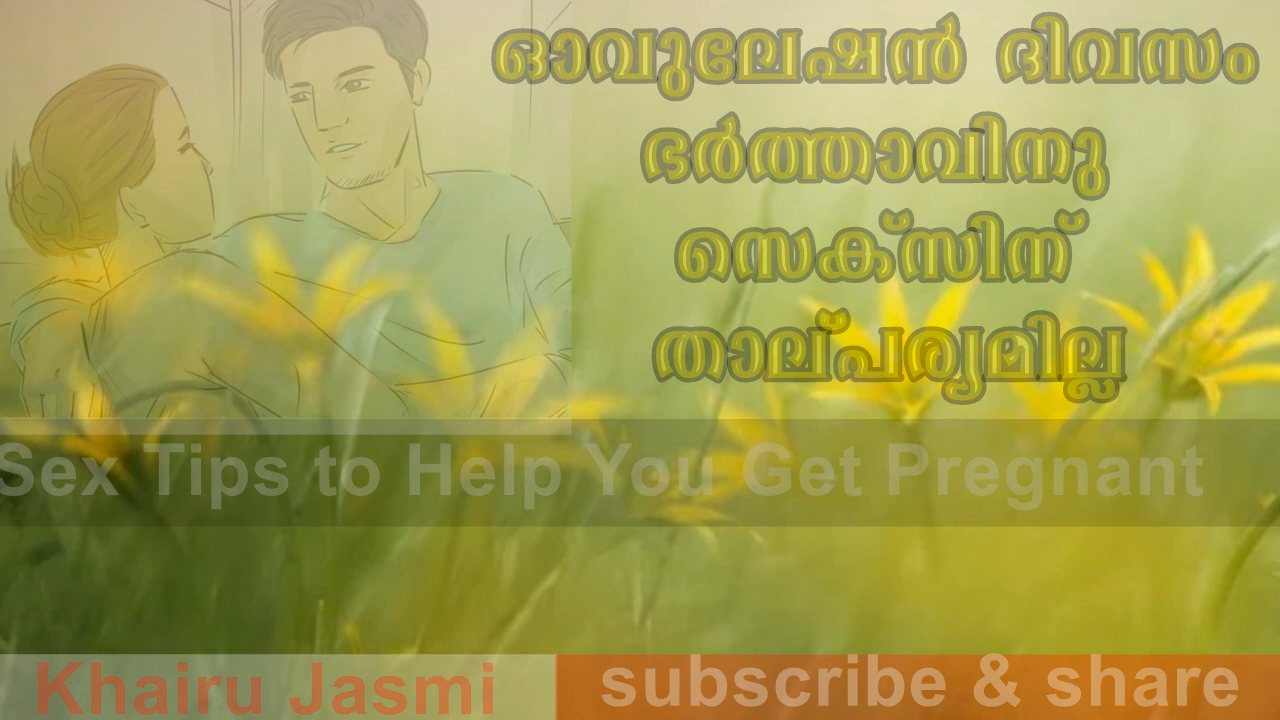 ഓവുലേഷൻ ദിവസം
ഭർത്താവിനു
സെക്സിന്
താല്പര്യമില്ല
Sex Tips to Help You Get Pregnant
Khairu Jasmi
subscribe & share